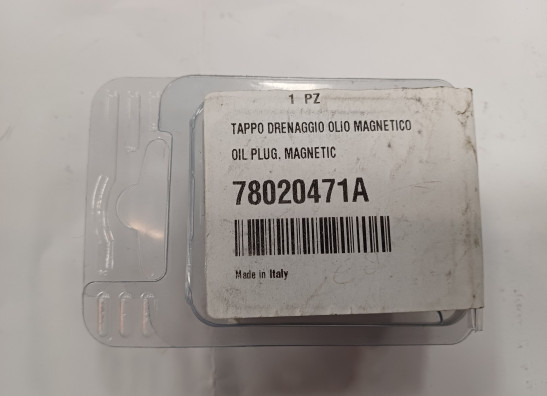 1 PZ
TAPPO DRENAGGIO OLIO MAGNETICO
OIL PLUG, MAGNETIC
78020471A
Made in Italy